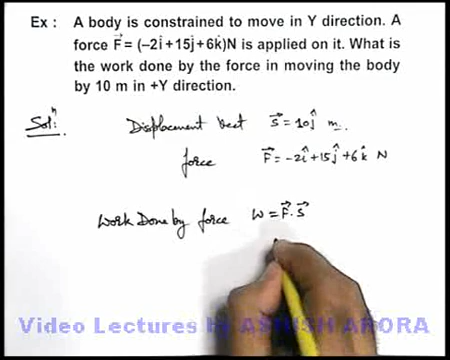 Ex : A body is constrained to move in Y direction. A
force F⃗ = (–2î+15ĵ+6k̂)N is applied on it. What is
the work done by the force in moving the body
by 10 m in +Y direction.
Solⁿ: Displacement vect s⃗ = 10ĵ m.
force F⃗ = -2î+15ĵ+6k̂ N
Work Done by force W = F⃗.s⃗
Video Lectures by ASHISH ARORA